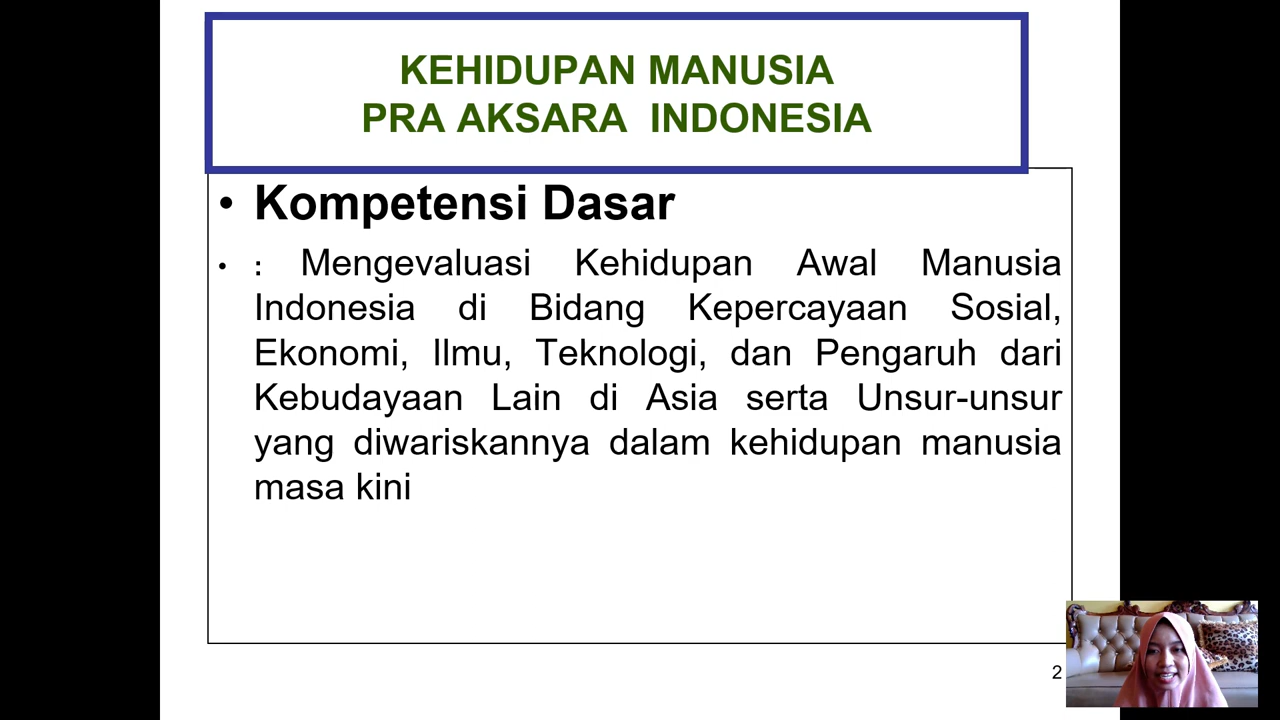 KEHIDUPAN MANUSIA
PRA AKSARA  INDONESIA
• Kompetensi Dasar
• : Mengevaluasi Kehidupan Awal Manusia
Indonesia di Bidang Kepercayaan Sosial,
Ekonomi, Ilmu, Teknologi, dan Pengaruh dari
Kebudayaan Lain di Asia serta Unsur-unsur
yang diwariskannya dalam kehidupan manusia
masa kini
2